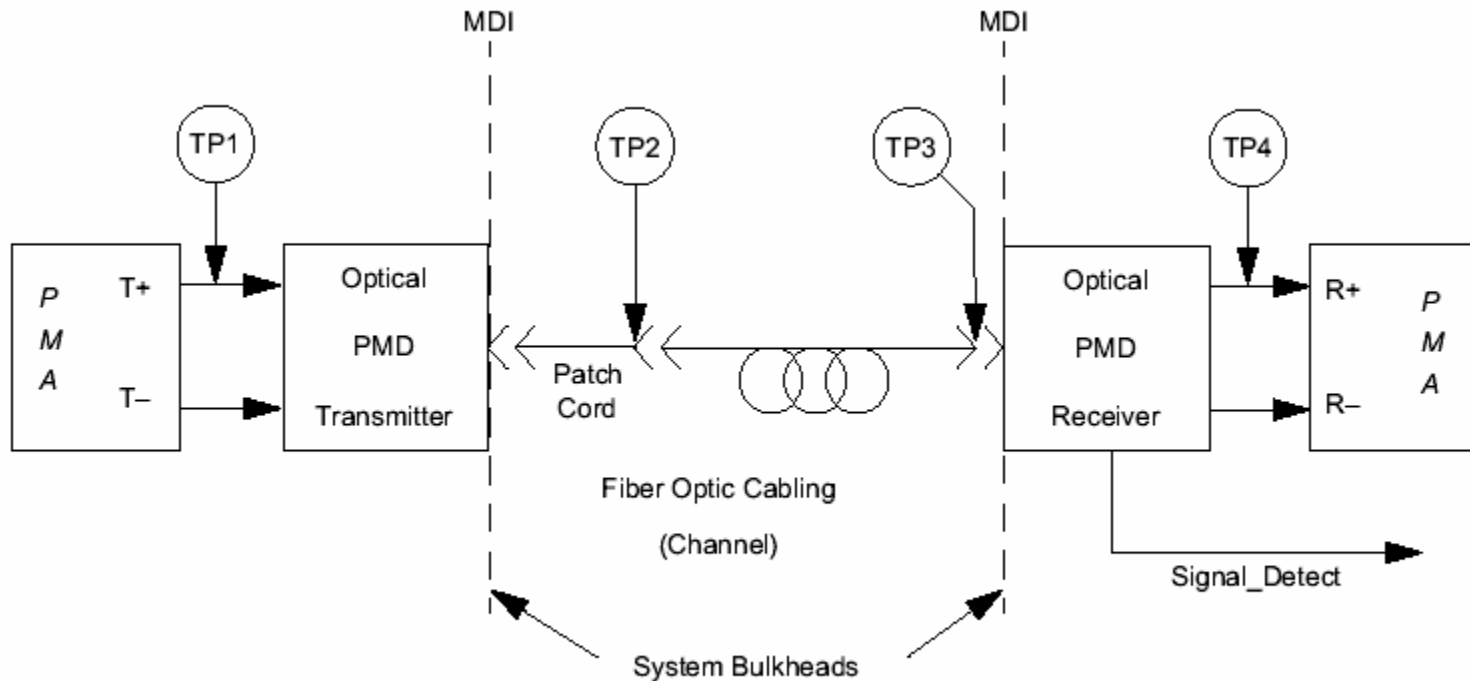 MDI
MDI
TP1
TP2
TP3
TP4
P
M
A
T+
T–
Optical
PMD
Transmitter
Patch
Cord
Fiber Optic Cabling
(Channel)
Optical
PMD
Receiver
R+
R–
P
M
A
Signal_Detect
System Bulkheads